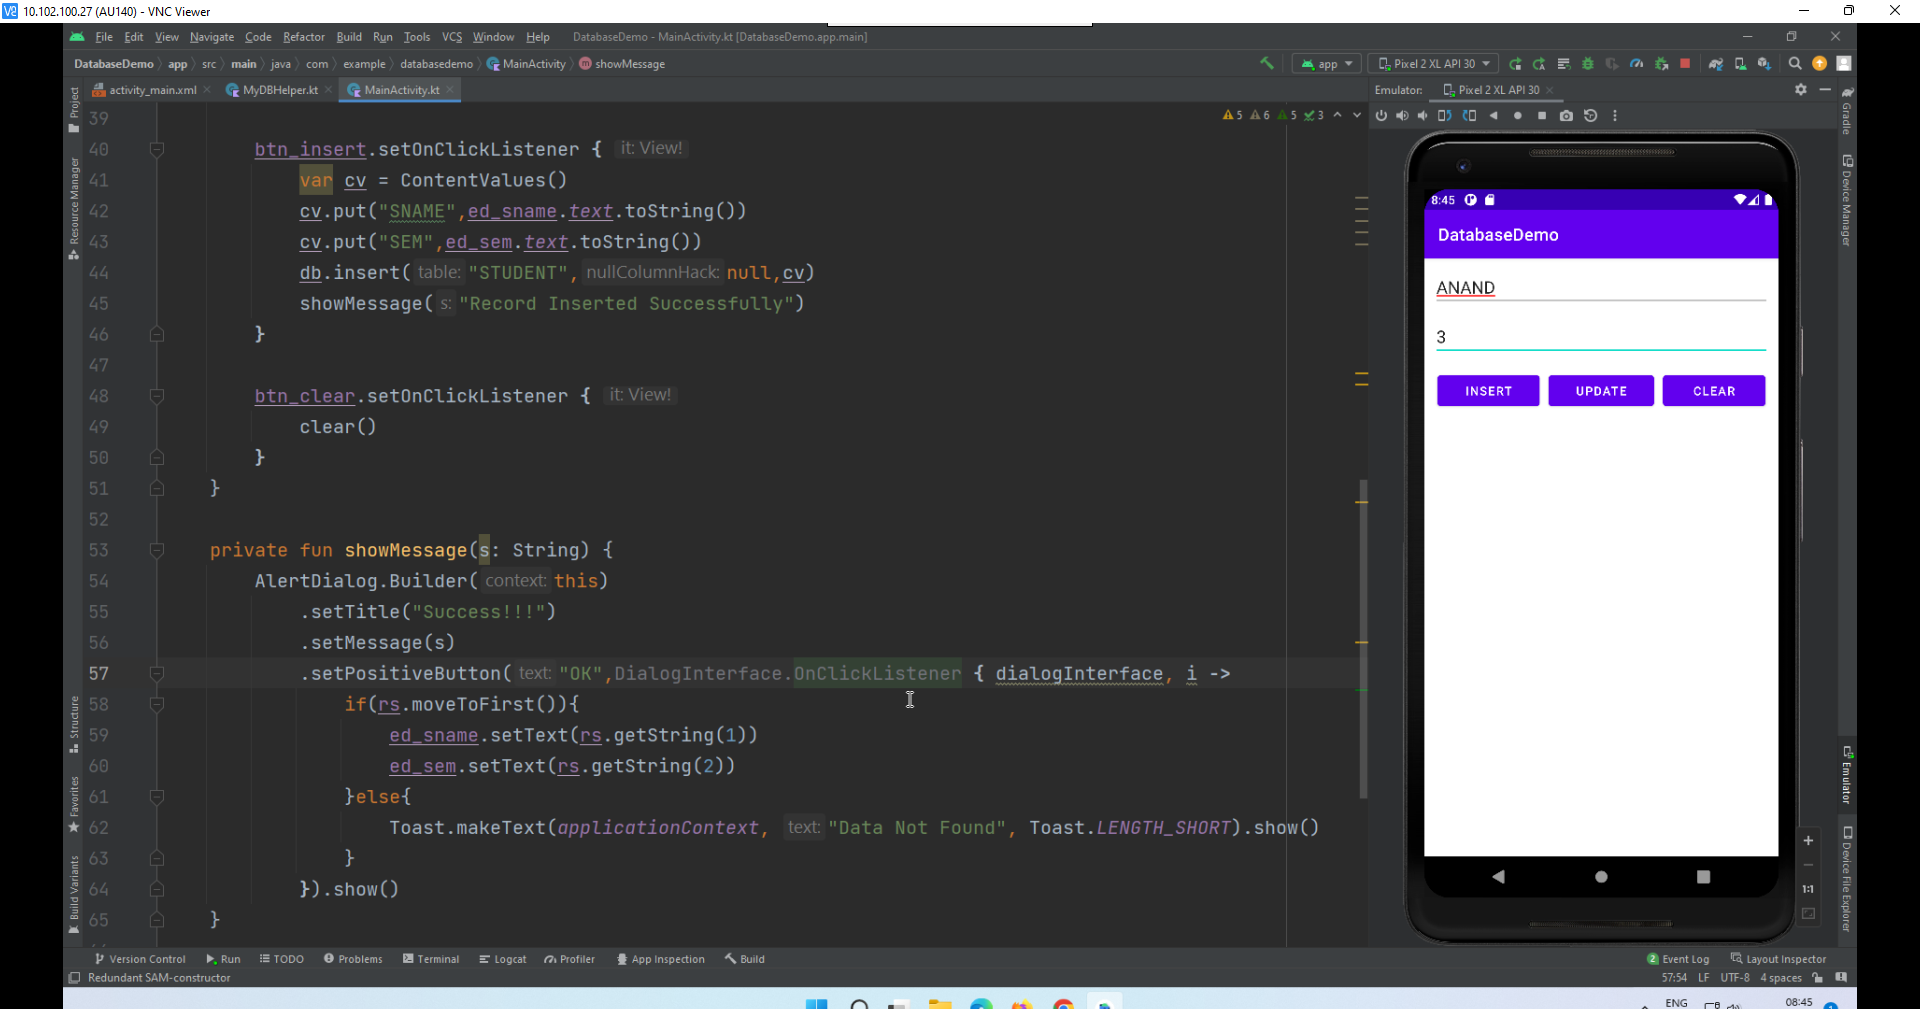 10.102.100.27 (AU140) - VNC Viewer
File Edit View Navigate Code Refactor Build Run Tools VCS Window Help DatabaseDemo - MainActivity.kt [DatabaseDemo.app.main]
DatabaseDemo app src main java com example databasedemo MainActivity showMessage app Pixel 2 XL API 30
activity_main.xml MyDBHelper.kt MainActivity.kt Emulator: Pixel 2 XL API 30
5 6 5 3
39
40 btn_insert.setOnClickListener { it: View!
41 var cv = ContentValues()
42 cv.put("SNAME",ed_sname.text.toString())
43 cv.put("SEM",ed_sem.text.toString())
44 db.insert( table: "STUDENT", nullColumnHack: null,cv)
45 showMessage( s: "Record Inserted Successfully")
46 }
47
48 btn_clear.setOnClickListener { it: View!
49 clear()
50 }
51 }
52
53 private fun showMessage(s: String) {
54 AlertDialog.Builder( context: this)
55 .setTitle("Success!!!")
56 .setMessage(s)
57 .setPositiveButton( text: "OK",DialogInterface.OnClickListener { dialogInterface, i ->
58 if(rs.moveToFirst()){
59 ed_sname.setText(rs.getString(1))
60 ed_sem.setText(rs.getString(2))
61 }else{
62 Toast.makeText(applicationContext, text: "Data Not Found", Toast.LENGTH_SHORT).show()
63 }
64 }).show()
65 }
Project
Resource Manager
Structure
Favorites
Build Variants
8:45
DatabaseDemo
ANAND
3
INSERT UPDATE CLEAR
1:1
Gradle
Device Manager
Emulator
Device File Explorer
Version Control Run TODO Problems Terminal Logcat Profiler App Inspection Build 2 Event Log Layout Inspector
Redundant SAM-constructor 57:54 LF UTF-8 4 spaces
ENG 08:45